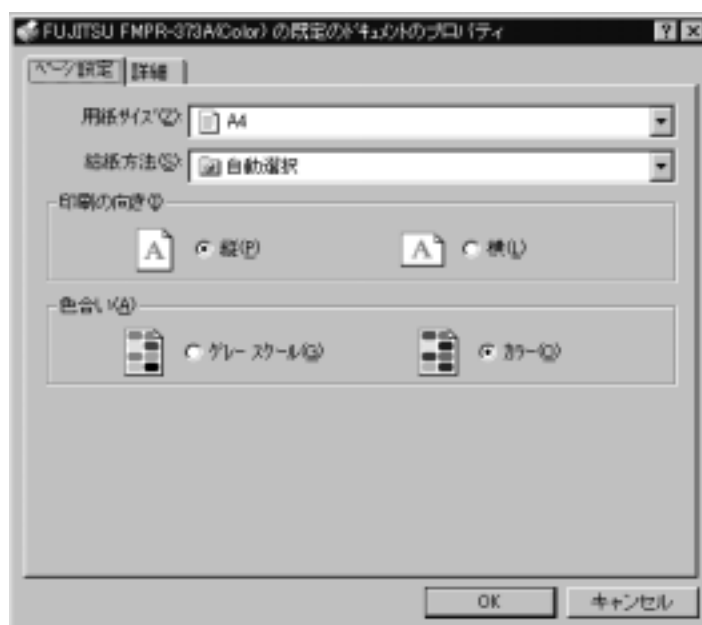 FUJITSU FMPR-373A(Color) の既定のドキュメントのプロパティ
ページ設定
詳細
用紙サイズ(Z):
A4
給紙方法(S):
自動選択
印刷の向き(I)
縦(P)
横(L)
色合い(A)
グレー スケール(G)
カラー(O)
OK
キャンセル